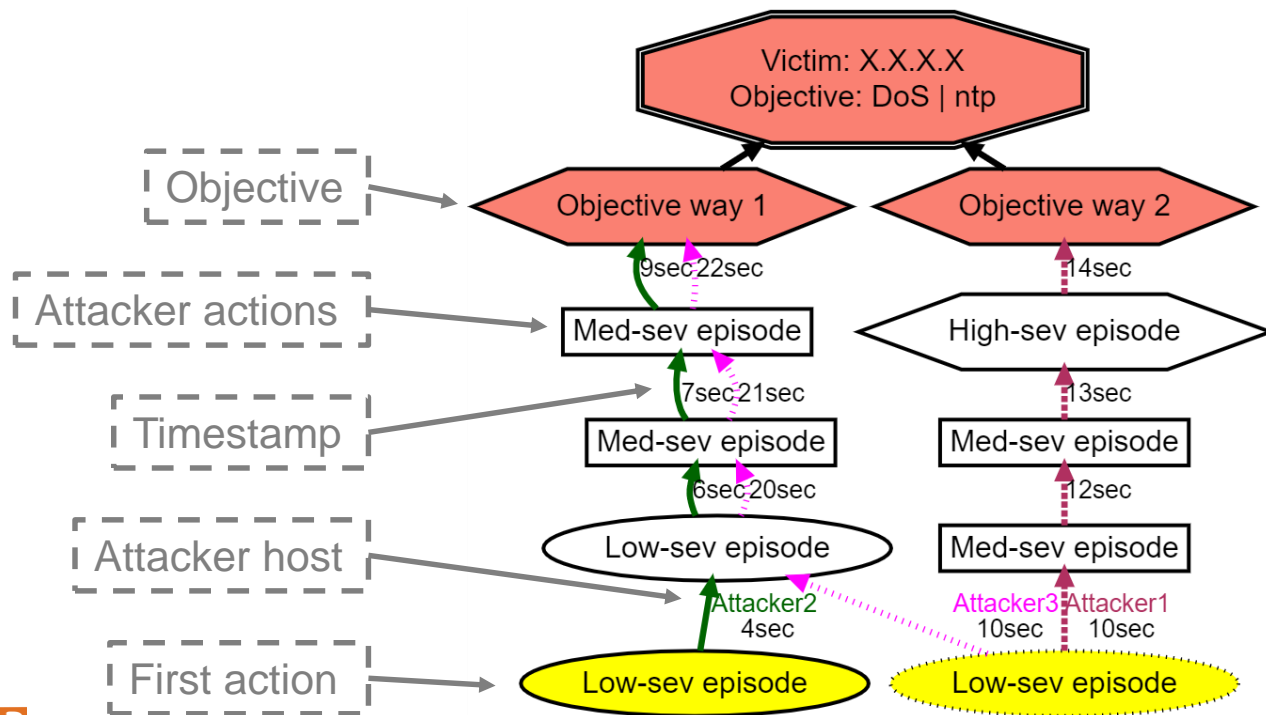 Victim: X.X.X.X
Objective: DoS | ntp
Objective
Objective way 1
Objective way 2
9sec
22sec
14sec
Attacker actions
Med-sev episode
High-sev episode
7sec
21sec
13sec
Timestamp
Med-sev episode
Med-sev episode
6sec
20sec
12sec
Attacker host
Low-sev episode
Med-sev episode
Attacker2
4sec
Attacker3
10sec
Attacker1
10sec
First action
Low-sev episode
Low-sev episode